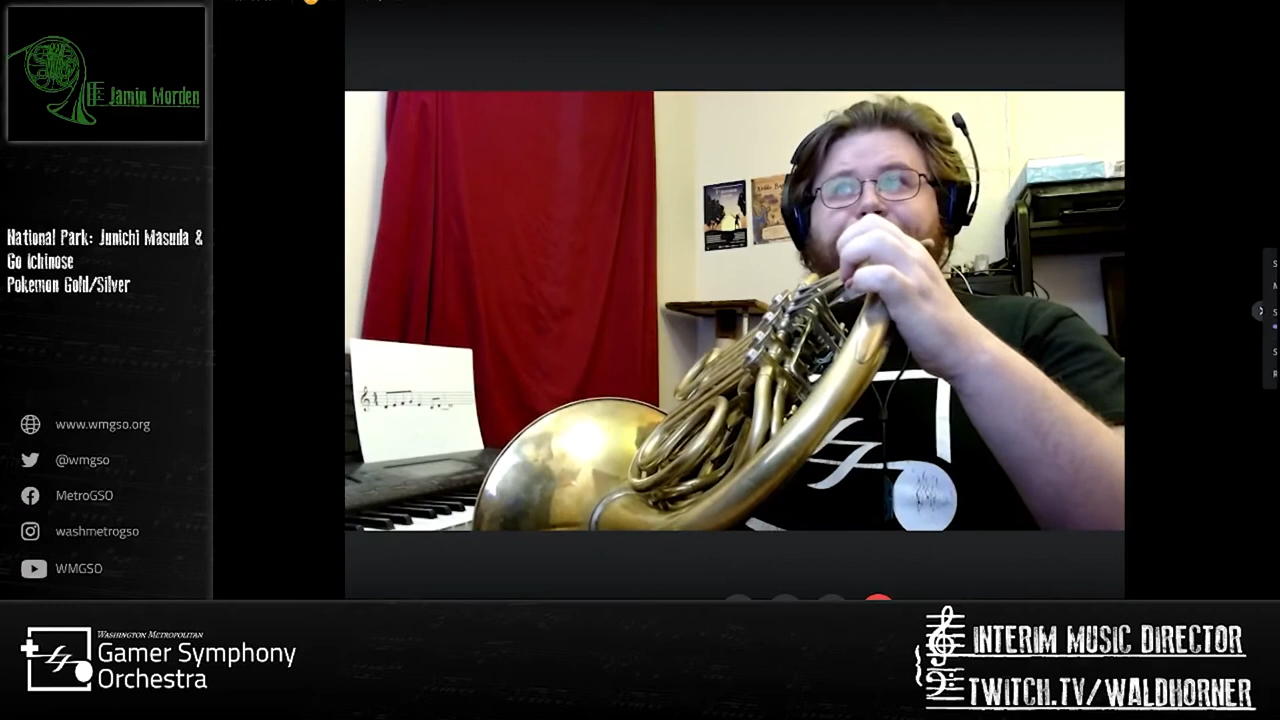 Jamin Morden
National Park: Junichi Masuda &
Go Ichinose
Pokemon Gold/Silver
www.wmgso.org
@wmgso
MetroGSO
washmetrogso
WMGSO
WASHINGTON METROPOLITAN
Gamer Symphony
Orchestra
INTERIM MUSIC DIRECTOR
TWITCH.TV/WALDHORNER